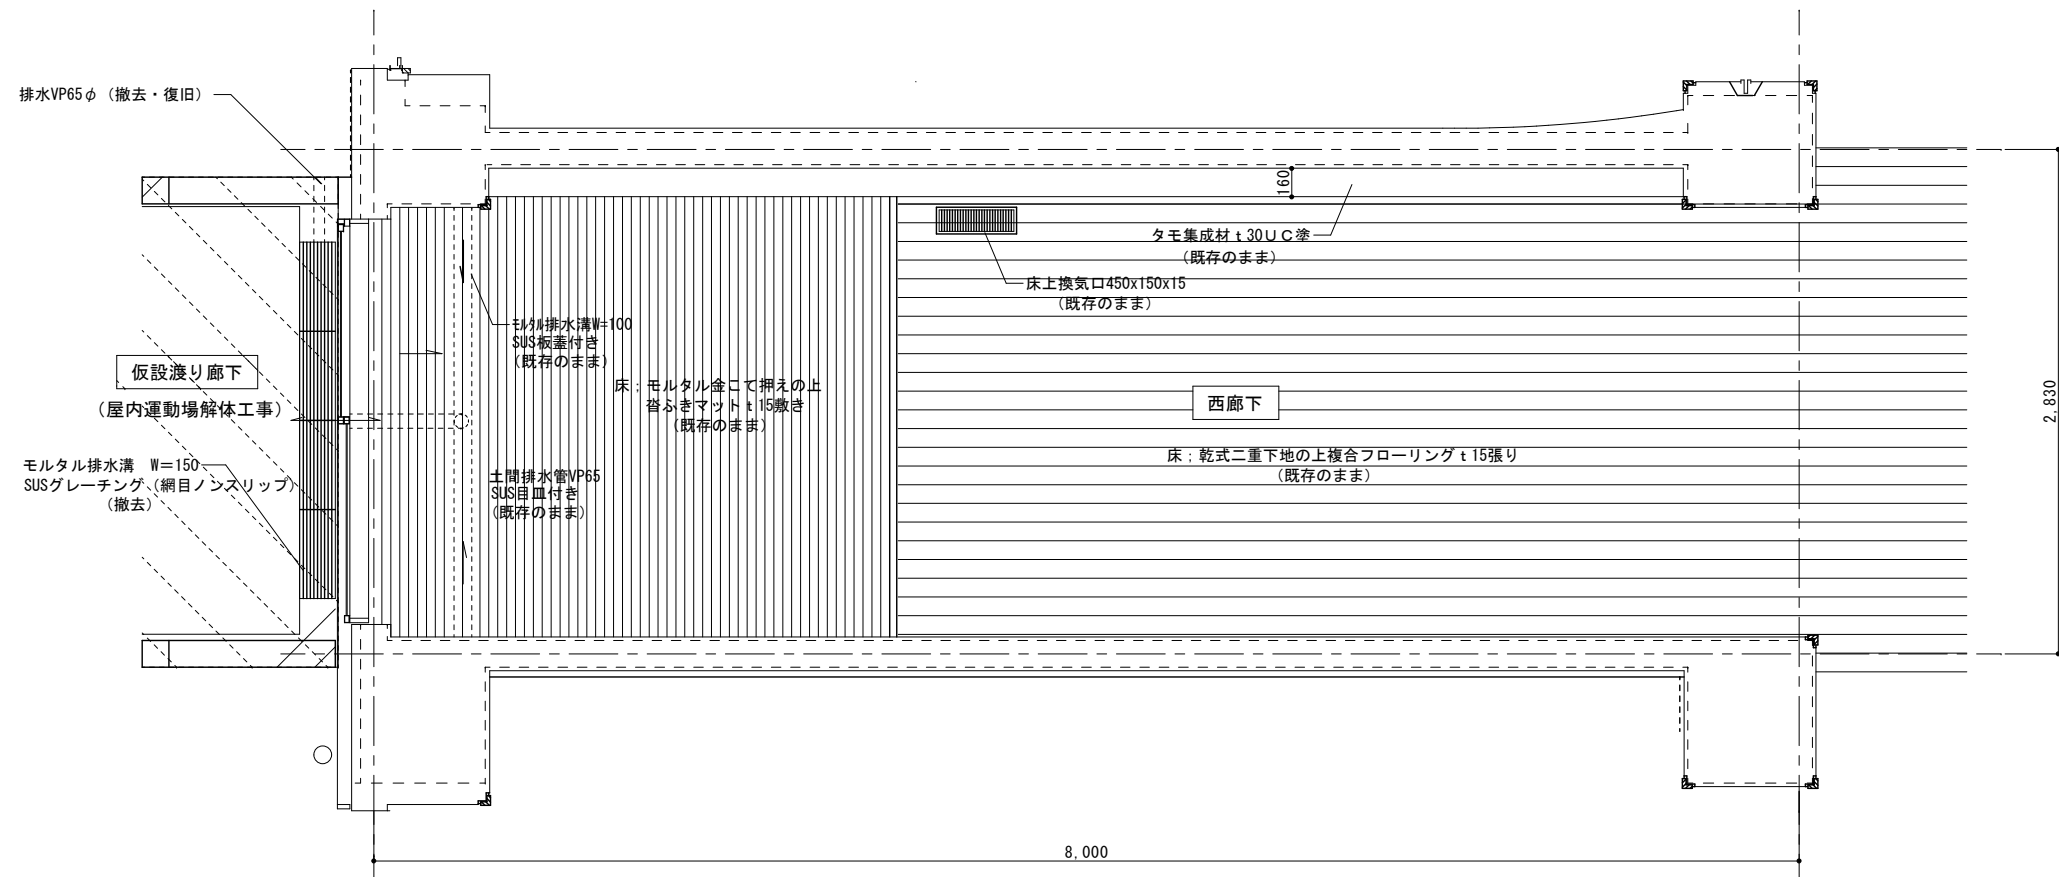 排水VP65φ（撤去・復旧）
160
タモ集成材ｔ30ＵＣ塗
（既存のまま）
床上換気口450x150x15
（既存のまま）
ﾓﾙﾀﾙ排水溝W=100
SUS板蓋付き
（既存のまま）
仮設渡り廊下
（屋内運動場解体工事）
床；モルタル金こて押えの上
沓ふきマットｔ15敷き
（既存のまま）
西廊下
2,830
モルタル排水溝　W＝150
SUSグレーチング（網目ノンスリップ）
（撤去）
土間排水管VP65
SUS目皿付き
（既存のまま）
床；乾式二重下地の上複合フローリングｔ15張り
（既存のまま）
8,000